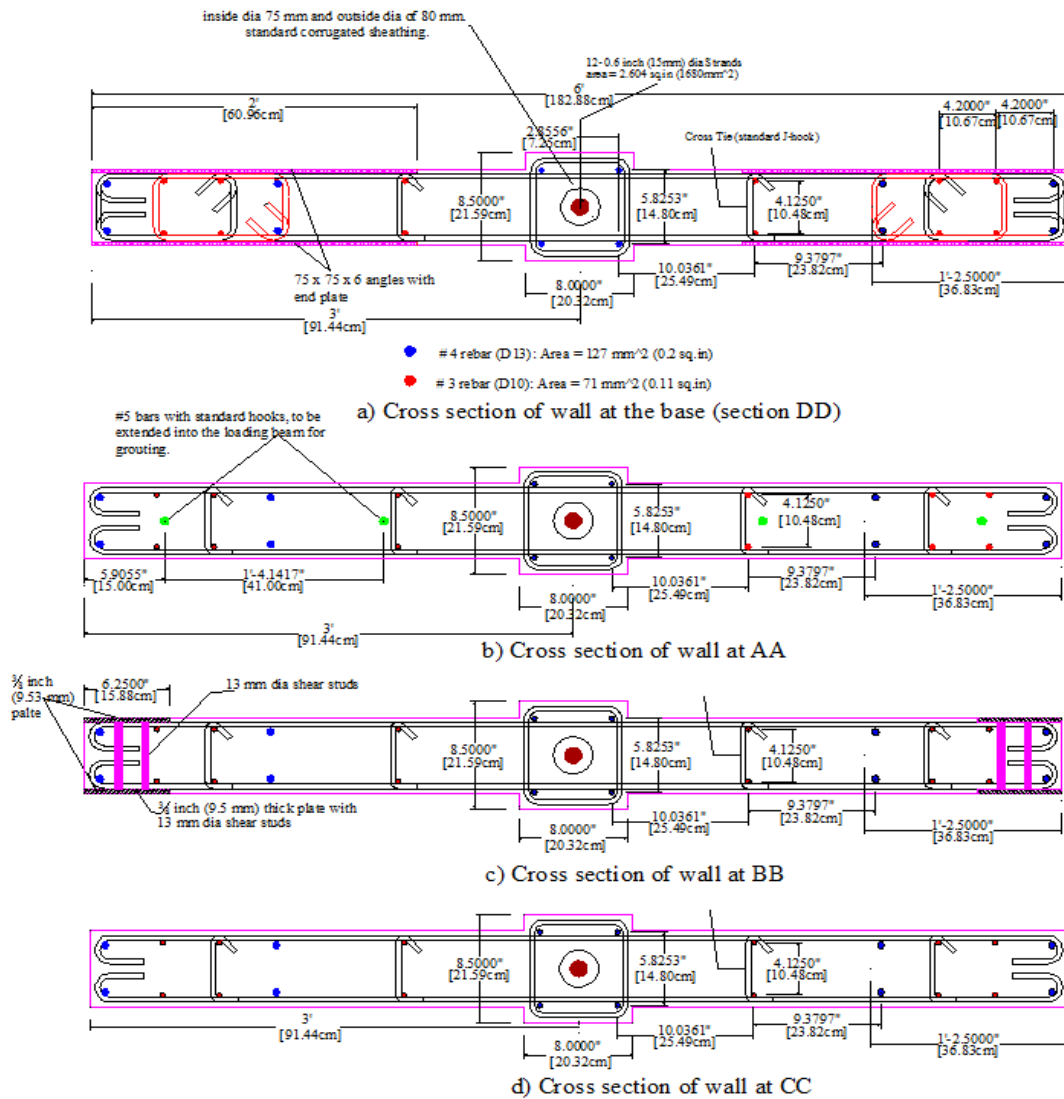 inside dia 75 mm and outside dia of 80 mm.
standard corrugated sheathing.
12-0.6 inch (15mm) dia Strands
area = 2.604 sq.in (1680mm^2)
6'
[182.88cm]
2'
[60.96cm]
2.8556"
[7.25cm]
Cross Tie (standard J-hook)
4.2000"
[10.67cm]
4.2000"
[10.67cm]
8.5000"
[21.59cm]
5.8253"
[14.80cm]
4.1250"
[10.48cm]
75 x 75 x 6 angles with
end plate
8.0000"
[20.32cm]
10.0361"
[25.49cm]
9.3797"
[23.82cm]
1'-2.5000"
[36.83cm]
3'
[91.44cm]
# 4 rebar (D13): Area = 127 mm^2 (0.2 sq.in)
# 3 rebar (D10): Area = 71 mm^2 (0.11 sq.in)
a) Cross section of wall at the base (section DD)
#5 bars with standard hooks, to be
extended into the loading beam for
grouting.
8.5000"
[21.59cm]
5.8253"
[14.80cm]
4.1250"
[10.48cm]
5.9055"
[15.00cm]
1'-4.1417"
[41.00cm]
8.0000"
[20.32cm]
10.0361"
[25.49cm]
9.3797"
[23.82cm]
1'-2.5000"
[36.83cm]
3'
[91.44cm]
b) Cross section of wall at AA
⅜ inch
(9.53 mm)
palte
6.2500"
[15.88cm]
13 mm dia shear studs
8.5000"
[21.59cm]
5.8253"
[14.80cm]
4.1250"
[10.48cm]
⅜ inch (9.5 mm) thick plate with
13 mm dia shear studs
8.0000"
[20.32cm]
10.0361"
[25.49cm]
9.3797"
[23.82cm]
1'-2.5000"
[36.83cm]
c) Cross section of wall at BB
8.5000"
[21.59cm]
5.8253"
[14.80cm]
4.1250"
[10.48cm]
3'
[91.44cm]
8.0000"
[20.32cm]
10.0361"
[25.49cm]
9.3797"
[23.82cm]
1'-2.5000"
[36.83cm]
d) Cross section of wall at CC